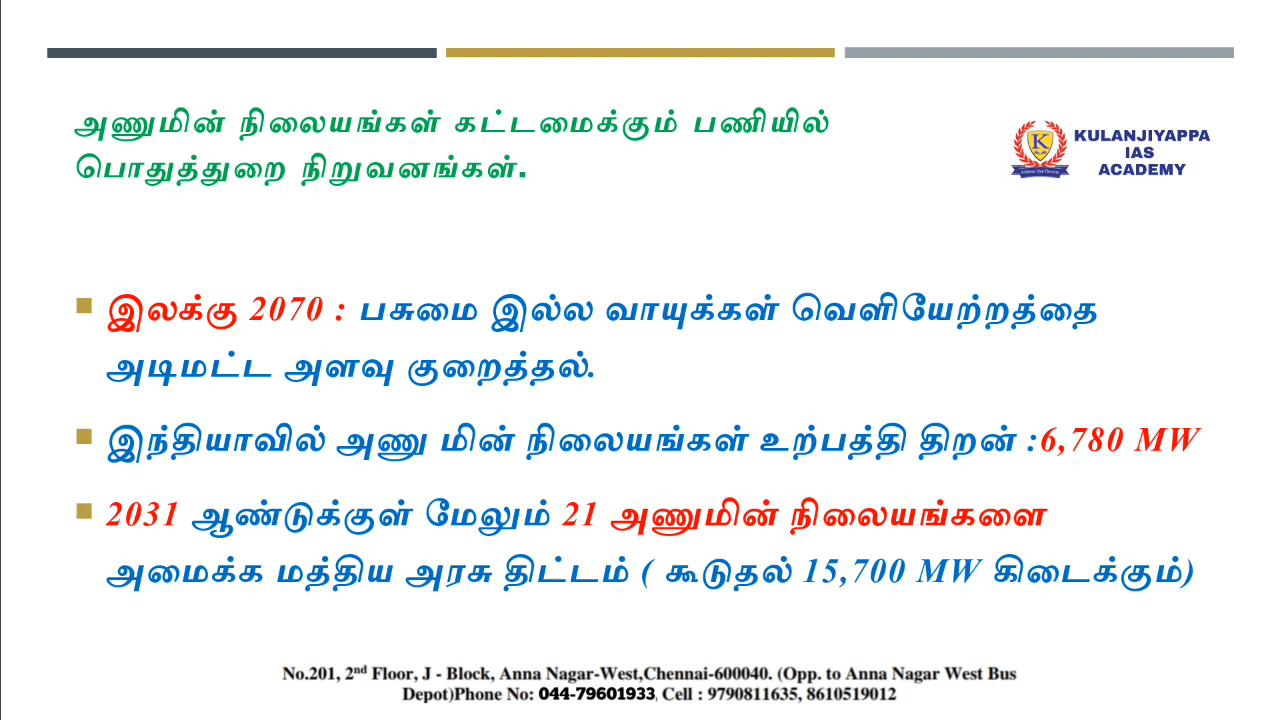 அணுமின் நிலையங்கள் கட்டமைக்கும் பணியில்
பொதுத்துறை நிறுவனங்கள்.
KULANJIYAPPA
IAS
ACADEMY
இலக்கு 2070 : பசுமை இல்ல வாயுக்கள் வெளியேற்றத்தை
அடிமட்ட அளவு குறைத்தல்.
இந்தியாவில் அணு மின் நிலையங்கள் உற்பத்தி திறன் :6,780 MW
2031 ஆண்டுக்குள் மேலும் 21 அணுமின் நிலையங்களை
அமைக்க மத்திய அரசு திட்டம் ( கூடுதல் 15,700 MW கிடைக்கும்)
No.201, 2nd Floor, J - Block, Anna Nagar-West,Chennai-600040. (Opp. to Anna Nagar West Bus
Depot)Phone No: 044-79601933, Cell : 9790811635, 8610519012